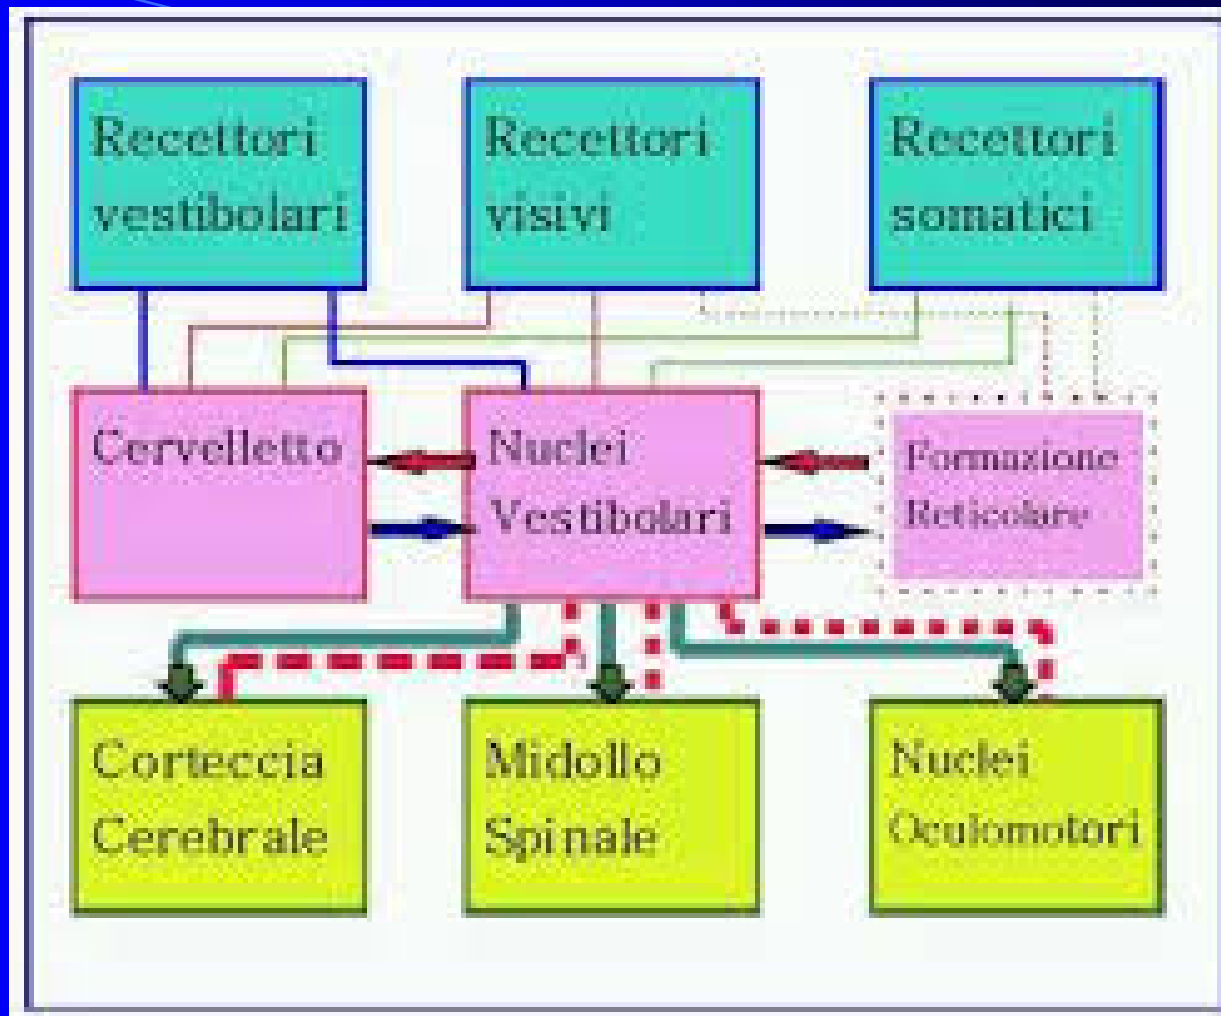 Recettori
vestibolari
Recettori
visivi
Recettori
somatici
Cervelletto
Nuclei
Vestibolari
Formazione
Reticolare
Corteccia
Cerebrale
Midollo
Spinale
Nuclei
Oculomotori